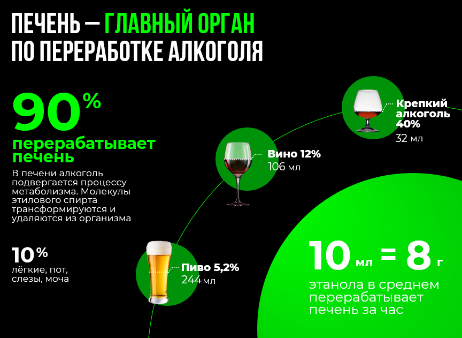 ПЕЧЕНЬ – ГЛАВНЫЙ ОРГАН
ПО ПЕРЕРАБОТКЕ АЛКОГОЛЯ
90%
перерабатывает
печень
В печени алкоголь
подвергается процессу
метаболизма. Молекулы
этилового спирта
трансформируются и
удаляются из организма
10%
лёгкие, пот,
слезы, моча
Крепкий
алкоголь
40%
32 мл
Вино 12%
106 мл
Пиво 5,2%
244 мл
10 мл = 8 г
этанола в среднем
перерабатывает
печень за час